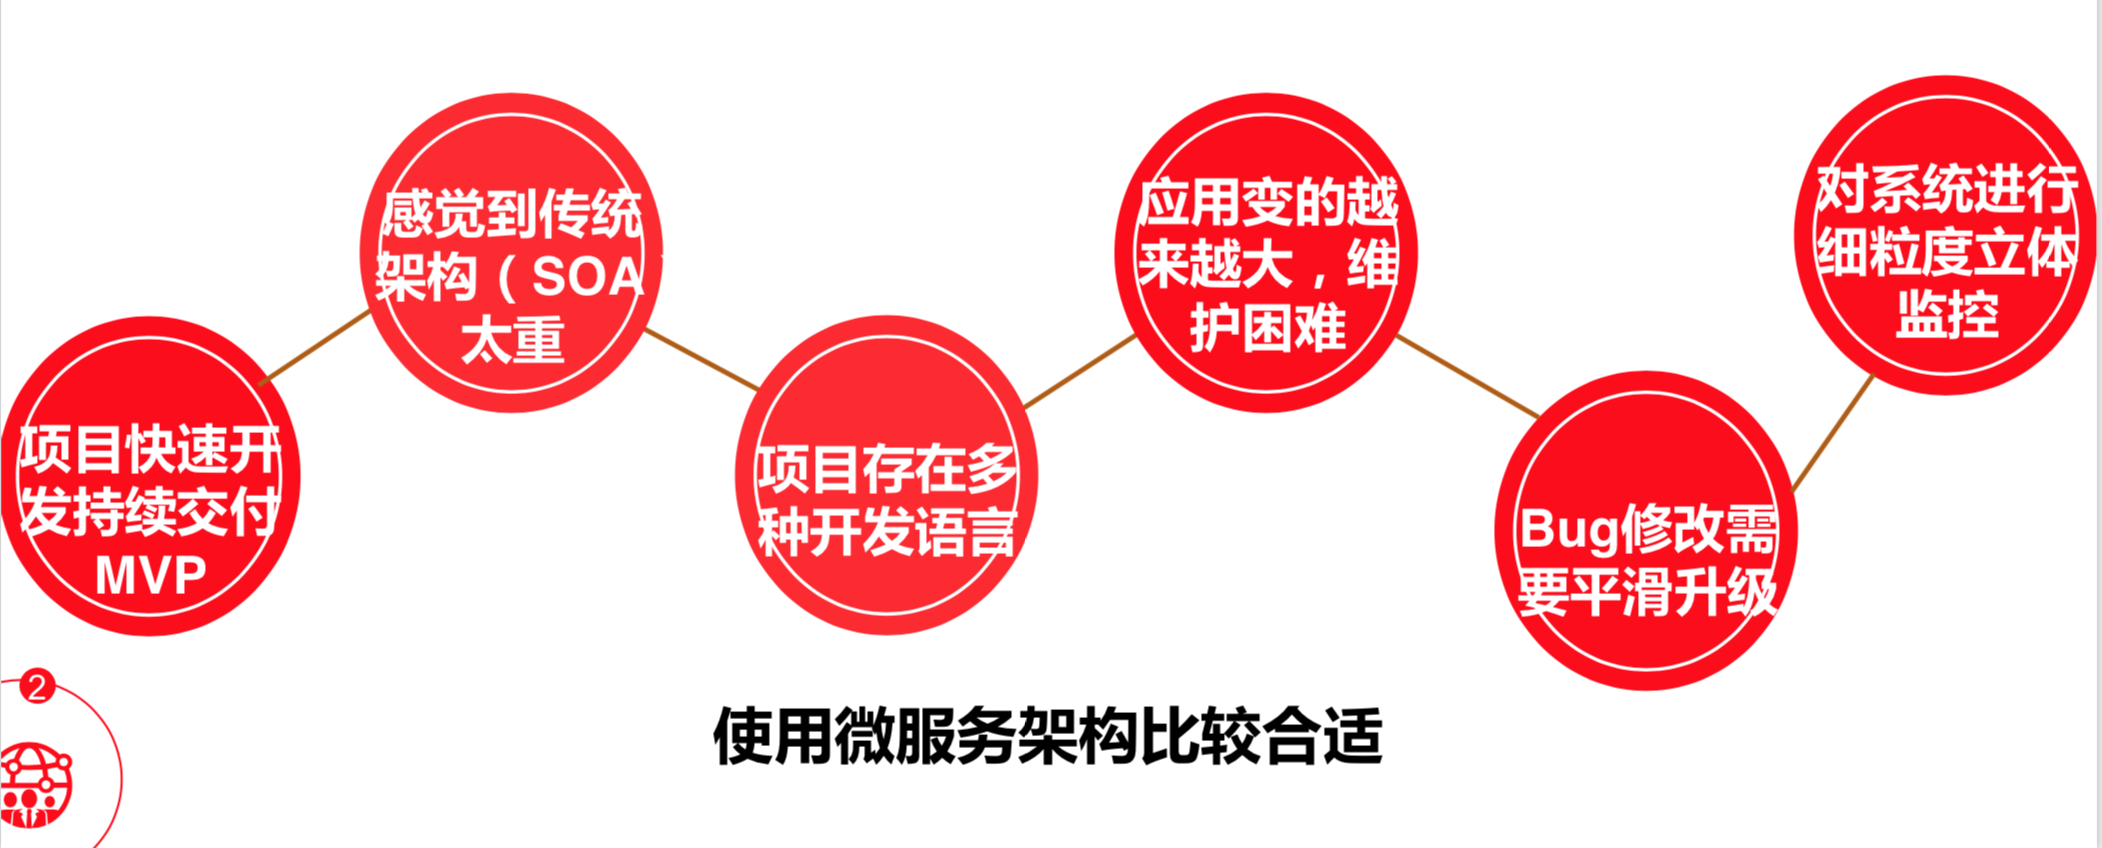 项目快速开
发持续交付
MVP
感觉到传统
架构（SOA
太重
项目存在多
种开发语言
应用变的越
来越大，维
护困难
Bug修改需
要平滑升级
对系统进行
细粒度立体
监控
2
使用微服务架构比较合适